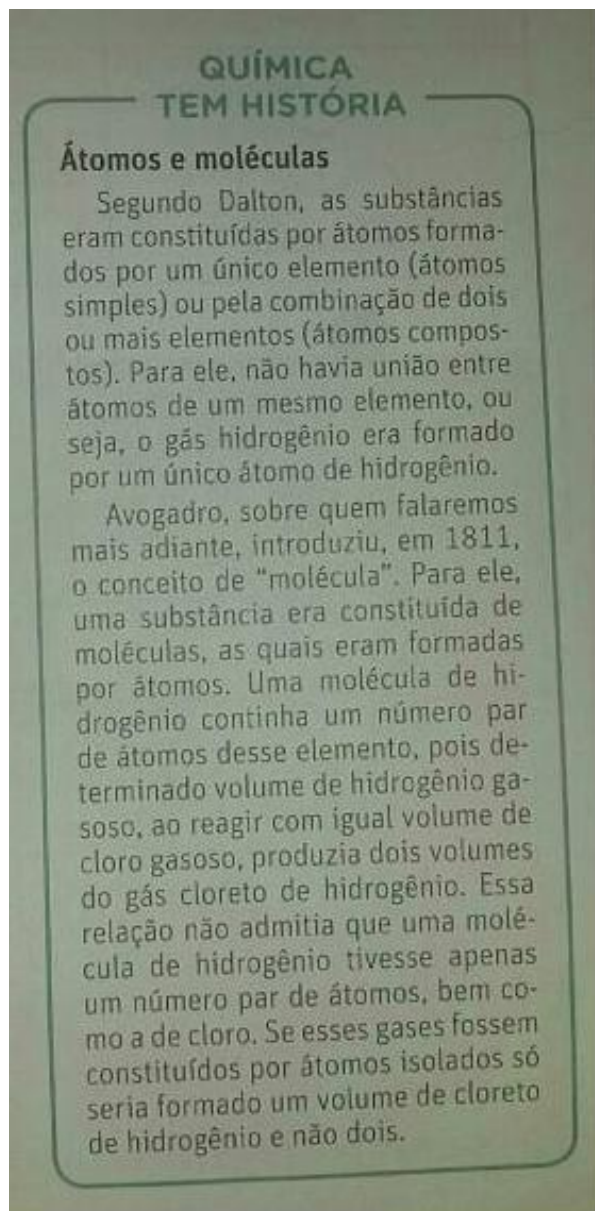 QUÍMICA
TEM HISTÓRIA
Átomos e moléculas
Segundo Dalton, as substâncias
eram constituídas por átomos forma-
dos por um único elemento (átomos
simples) ou pela combinação de dois
ou mais elementos (átomos compos-
tos). Para ele, não havia união entre
átomos de um mesmo elemento, ou
seja, o gás hidrogênio era formado
por um único átomo de hidrogênio.
Avogadro, sobre quem falaremos
mais adiante, introduziu, em 1811,
o conceito de “molécula”. Para ele,
uma substância era constituída de
moléculas, as quais eram formadas
por átomos. Uma molécula de hi-
drogênio continha um número par
de átomos desse elemento, pois de-
terminado volume de hidrogênio ga-
soso, ao reagir com igual volume de
cloro gasoso, produzia dois volumes
do gás cloreto de hidrogênio. Essa
relação não admitia que uma molé-
cula de hidrogênio tivesse apenas
um número par de átomos, bem co-
mo a de cloro. Se esses gases fossem
constituídos por átomos isolados só
seria formado um volume de cloreto
de hidrogênio e não dois.